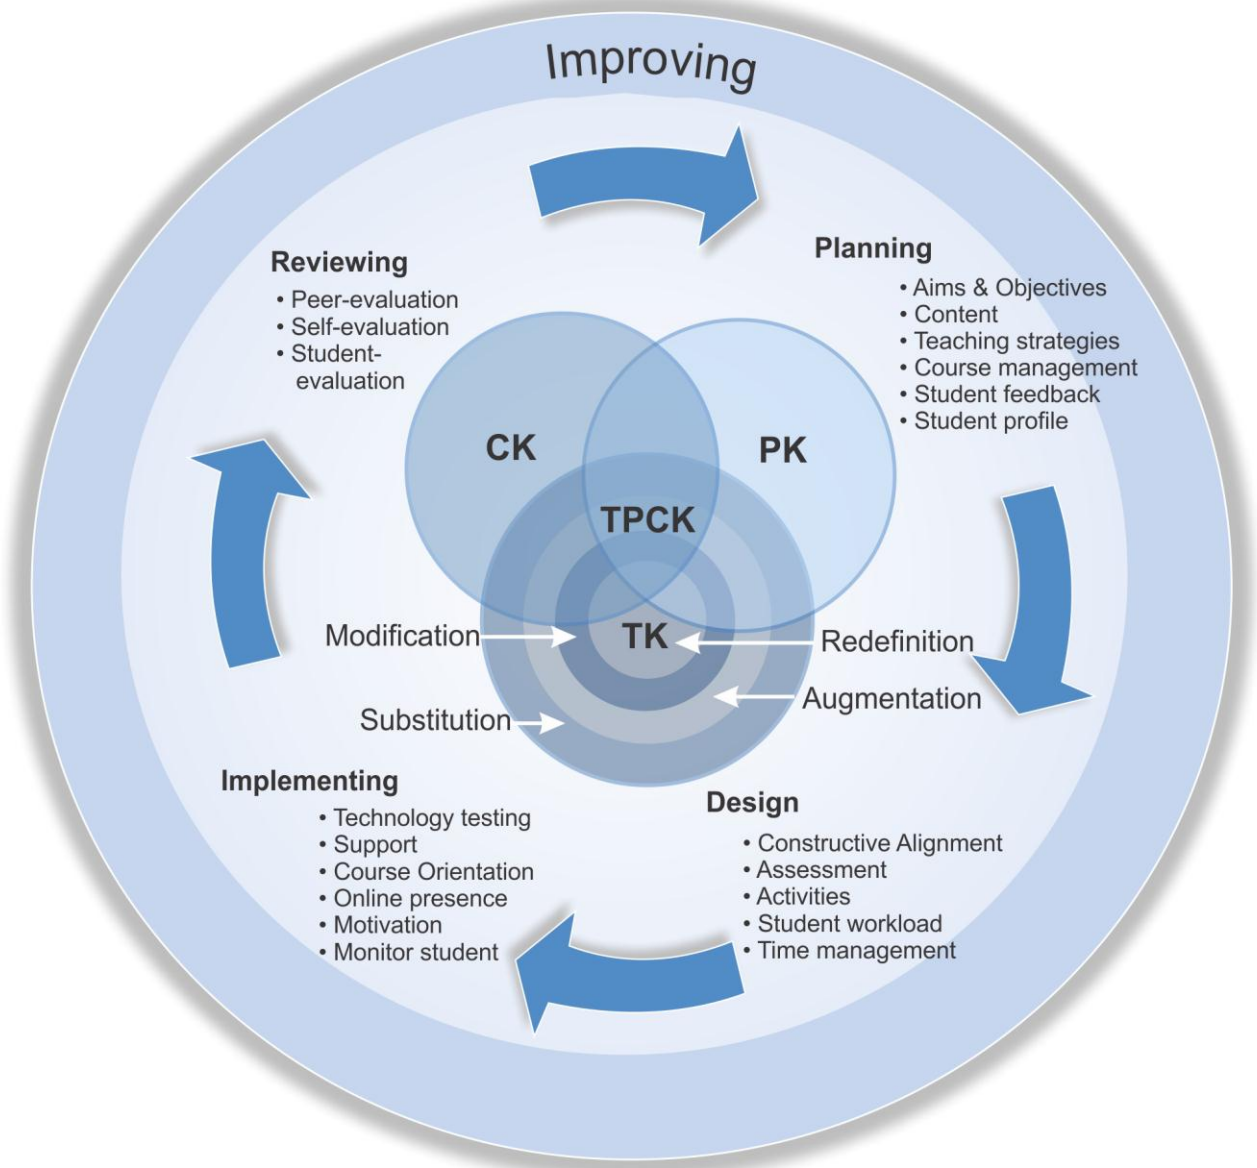 Improving
Planning
• Aims & Objectives
• Content
• Teaching strategies
• Course management
• Student feedback
• Student profile
Reviewing
• Peer-evaluation
• Self-evaluation
• Student-
evaluation
CK
PK
TPCK
TK
Modification
Redefinition
Substitution
Augmentation
Implementing
• Technology testing
• Support
• Course Orientation
• Online presence
• Motivation
• Monitor student
Design
• Constructive Alignment
• Assessment
• Activities
• Student workload
• Time management